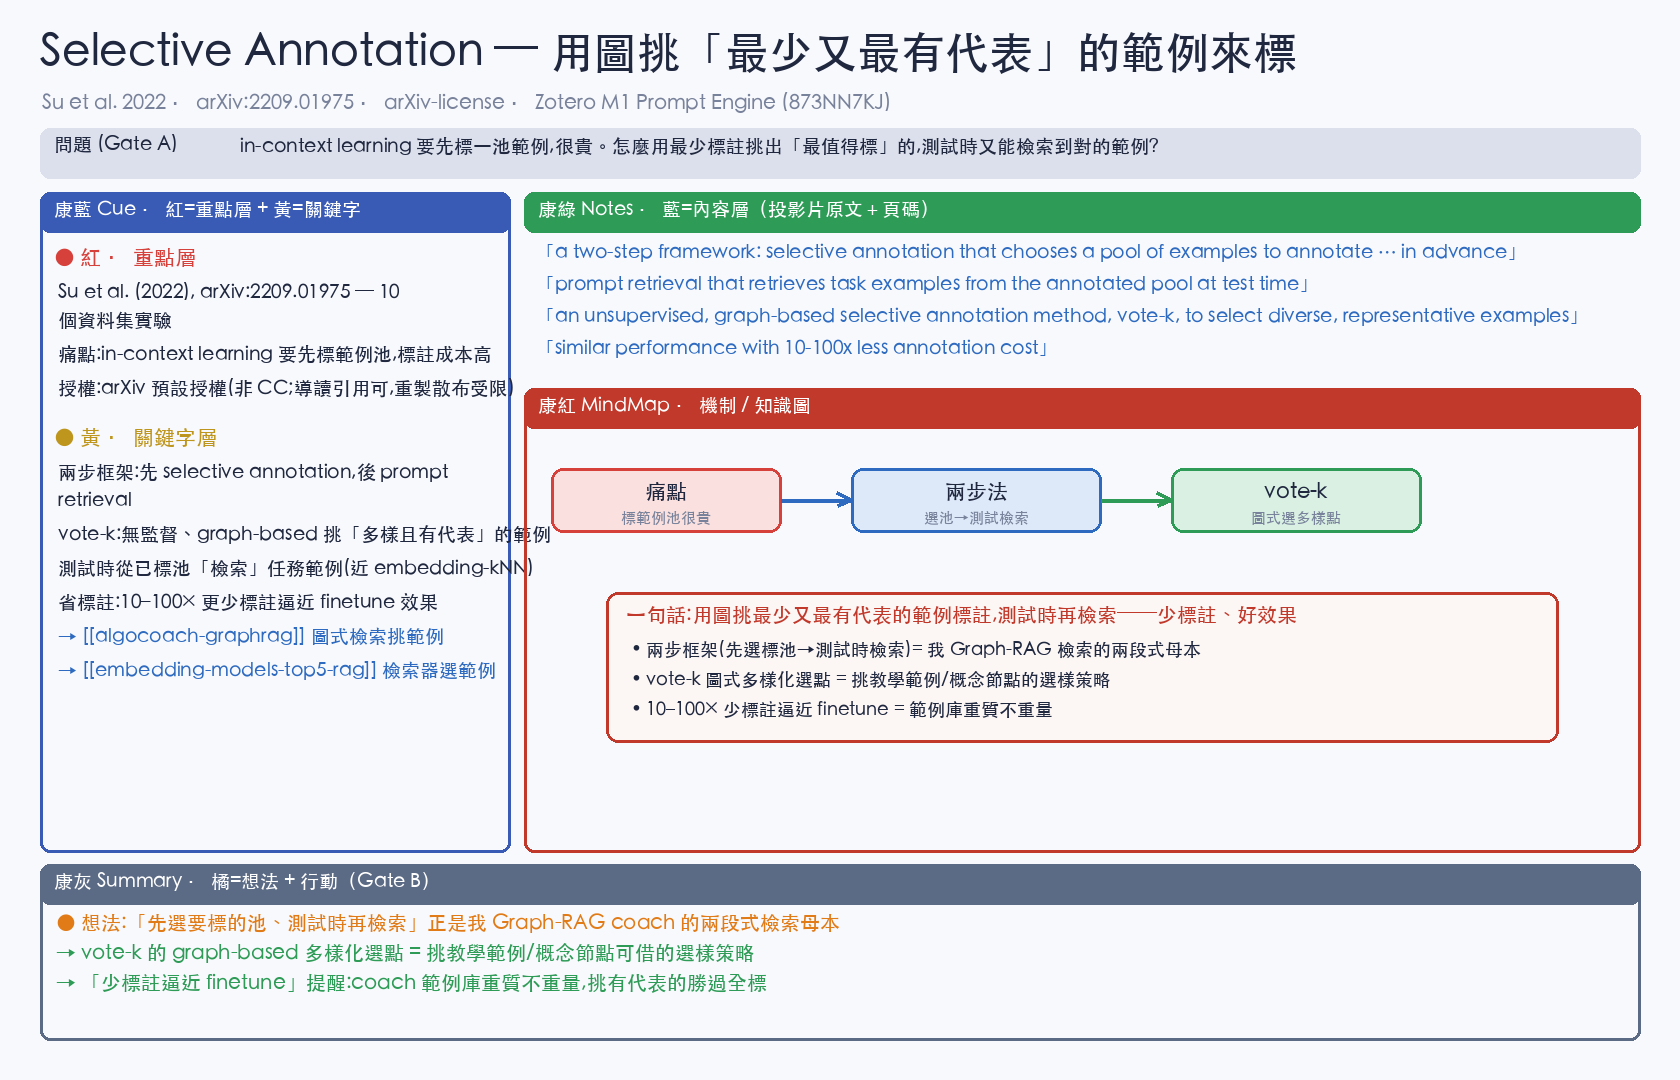 Selective Annotation — 用圖挑「最少又最有代表」的範例來標
Su et al. 2022 · arXiv:2209.01975 · arXiv-license · Zotero M1 Prompt Engine (873NN7KJ)
問題 (Gate A) in-context learning 要先標一池範例,很貴。怎麼用最少標註挑出「最值得標」的,測試時又能檢索到對的範例?
康藍 Cue · 紅=重點層 + 黃=關鍵字
● 紅 · 重點層
Su et al. (2022), arXiv:2209.01975 — 10
個資料集實驗
痛點:in-context learning 要先標範例池,標註成本高
授權:arXiv 預設授權(非 CC;導讀引用可,重製散布受限)
● 黃 · 關鍵字層
兩步框架:先 selective annotation,後 prompt
retrieval
vote-k:無監督、graph-based 挑「多樣且有代表」的範例
測試時從已標池「檢索」任務範例(近 embedding-kNN)
省標註:10–100× 更少標註逼近 finetune 效果
→ [[algocoach-graphrag]] 圖式檢索挑範例
→ [[embedding-models-top5-rag]] 檢索器選範例
康綠 Notes · 藍=內容層（投影片原文 + 頁碼）
「a two-step framework: selective annotation that chooses a pool of examples to annotate ⋯ in advance」
「prompt retrieval that retrieves task examples from the annotated pool at test time」
「an unsupervised, graph-based selective annotation method, vote-k, to select diverse, representative examples」
「similar performance with 10-100x less annotation cost」
康紅 MindMap · 機制 / 知識圖
痛點
標範例池很貴
兩步法
選池→測試檢索
vote-k
圖式選多樣點
一句話:用圖挑最少又最有代表的範例標註,測試時再檢索——少標註、好效果
• 兩步框架(先選標池→測試時檢索)= 我 Graph-RAG 檢索的兩段式母本
• vote-k 圖式多樣化選點 = 挑教學範例/概念節點的選樣策略
• 10–100× 少標註逼近 finetune = 範例庫重質不重量
康灰 Summary · 橘=想法 + 行動（Gate B）
● 想法:「先選要標的池、測試時再檢索」正是我 Graph-RAG coach 的兩段式檢索母本
→ vote-k 的 graph-based 多樣化選點 = 挑教學範例/概念節點可借的選樣策略
→ 「少標註逼近 finetune」提醒:coach 範例庫重質不重量,挑有代表的勝過全標